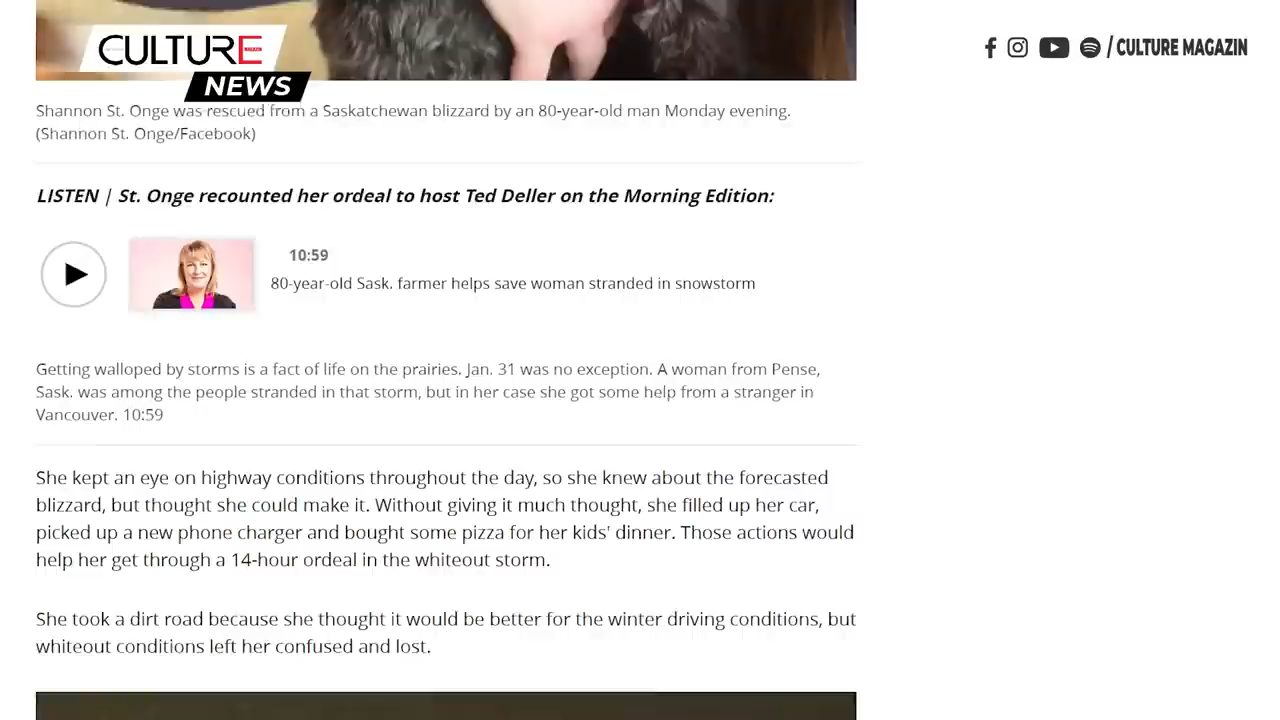 CULTURE
NEWS
/ CULTURE MAGAZIN
Shannon St. Onge was rescued from a Saskatchewan blizzard by an 80-year-old man Monday evening.
(Shannon St. Onge/Facebook)
LISTEN | St. Onge recounted her ordeal to host Ted Deller on the Morning Edition:
10:59
80-year-old Sask. farmer helps save woman stranded in snowstorm
Getting walloped by storms is a fact of life on the prairies. Jan. 31 was no exception. A woman from Pense,
Sask. was among the people stranded in that storm, but in her case she got some help from a stranger in
Vancouver. 10:59
She kept an eye on highway conditions throughout the day, so she knew about the forecasted
blizzard, but thought she could make it. Without giving it much thought, she filled up her car,
picked up a new phone charger and bought some pizza for her kids' dinner. Those actions would
help her get through a 14-hour ordeal in the whiteout storm.
She took a dirt road because she thought it would be better for the winter driving conditions, but
whiteout conditions left her confused and lost.